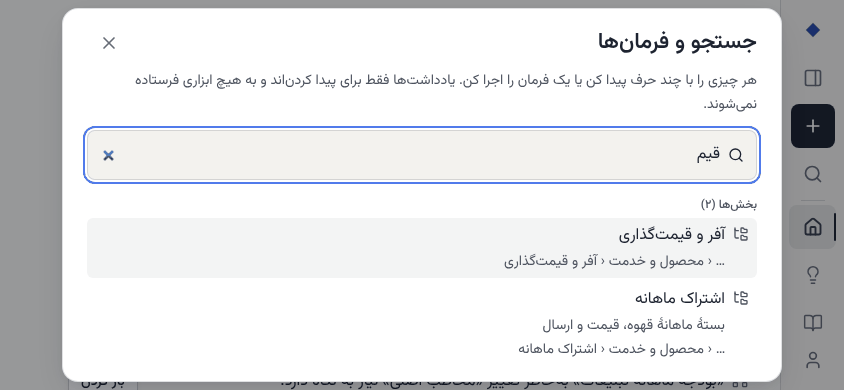 جستجو و فرمان‌ها
هر چیزی را با چند حرف پیدا کن یا یک فرمان را اجرا کن. یادداشت‌ها فقط برای پیدا کردن‌اند و به هیچ ابزاری فرستاده
نمی‌شوند.
قیم
بخش‌ها (۲)
آفر و قیمت‌گذاری
... › محصول و خدمت › آفر و قیمت‌گذاری
اشتراک ماهانه
بستهٔ ماهانهٔ قهوه، قیمت و ارسال
... › محصول و خدمت › اشتراک ماهانه